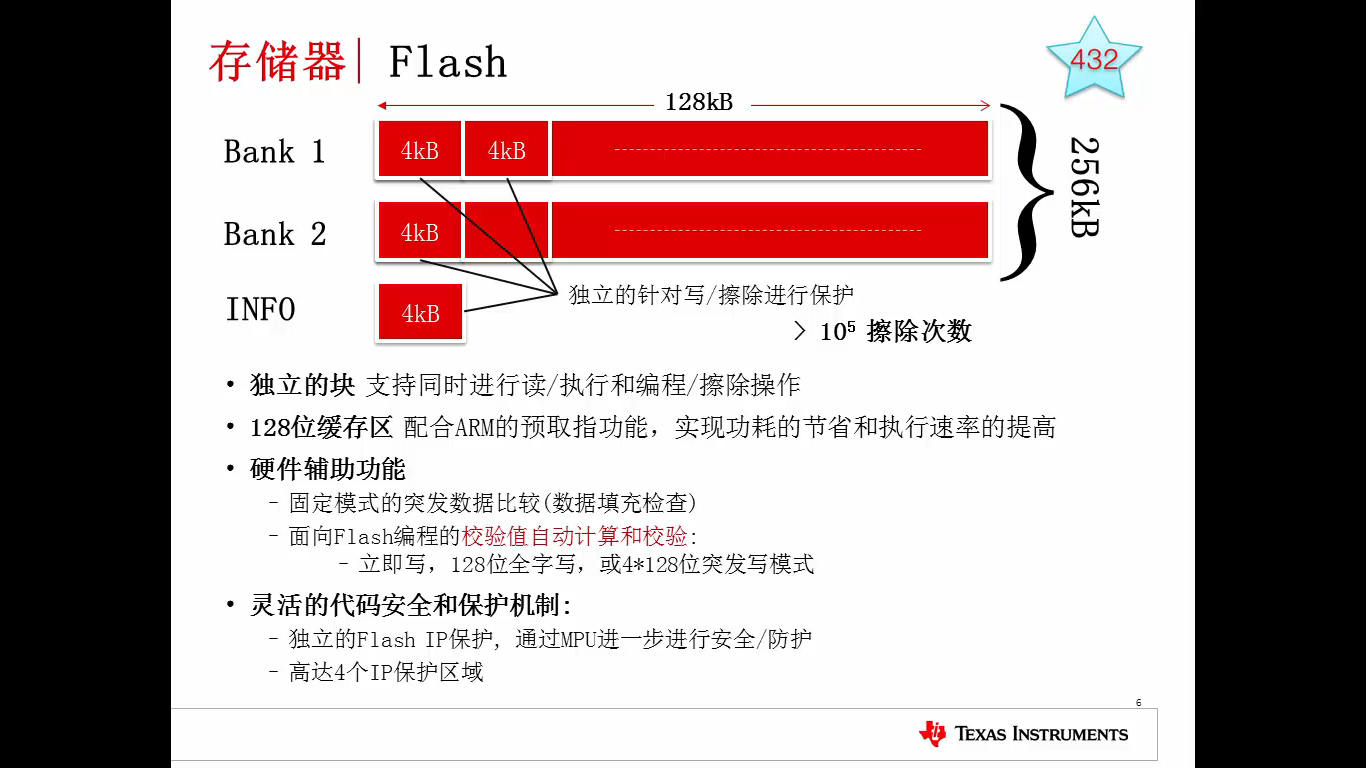 存储器| Flash
432
128kB
Bank 1
4kB
4kB
256kB
Bank 2
4kB
INFO
4kB
独立的针对写/擦除进行保护
> 10⁵ 擦除次数
• 独立的块 支持同时进行读/执行和编程/擦除操作
• 128位缓存区 配合ARM的预取指功能，实现功耗的节省和执行速率的提高
• 硬件辅助功能
- 固定模式的突发数据比较(数据填充检查)
- 面向Flash编程的校验值自动计算和校验:
- 立即写，128位全字写，或4*128位突发写模式
• 灵活的代码安全和保护机制:
- 独立的Flash IP保护, 通过MPU进一步进行安全/防护
- 高达4个IP保护区域
6
TEXAS INSTRUMENTS